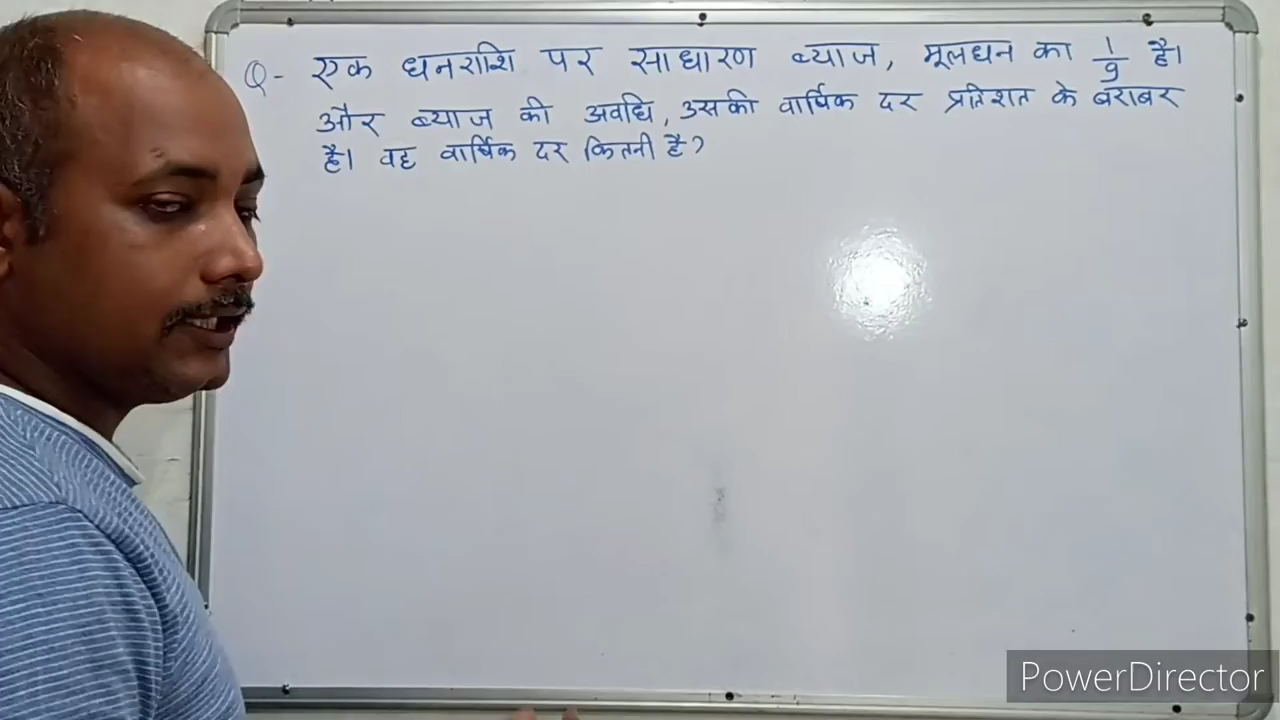 Q- एक धनराशि पर साधारण ब्याज, मूलधन का 1/9 है।
और ब्याज की अवधि, उसकी वार्षिक दर प्रतिशत के बराबर
है। वह वार्षिक दर कितनी है?
PowerDirector